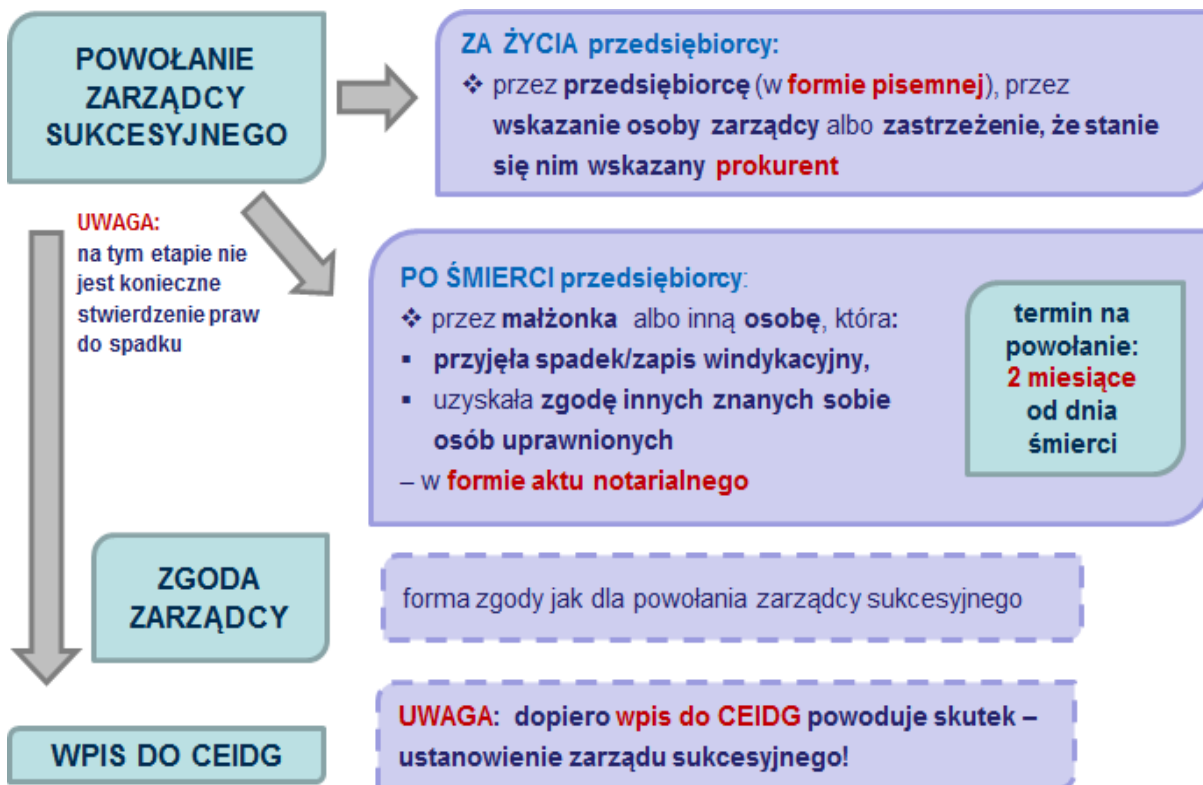 POWOŁANIE
ZARZĄDCY
SUKCESYJNEGO
ZA ŻYCIA przedsiębiorcy:
❖ przez przedsiębiorcę (w formie pisemnej), przez
wskazanie osoby zarządcy albo zastrzeżenie, że stanie
się nim wskazany prokurent
UWAGA:
na tym etapie nie
jest konieczne
stwierdzenie praw
do spadku
PO ŚMIERCI przedsiębiorcy:
❖ przez małżonka albo inną osobę, która:
▪ przyjęła spadek/zapis windykacyjny,
▪ uzyskała zgodę innych znanych sobie
osób uprawnionych
– w formie aktu notarialnego
termin na
powołanie:
2 miesiące
od dnia
śmierci
ZGODA
ZARZĄDCY
forma zgody jak dla powołania zarządcy sukcesyjnego
WPIS DO CEIDG
UWAGA: dopiero wpis do CEIDG powoduje skutek –
ustanowienie zarządu sukcesyjnego!